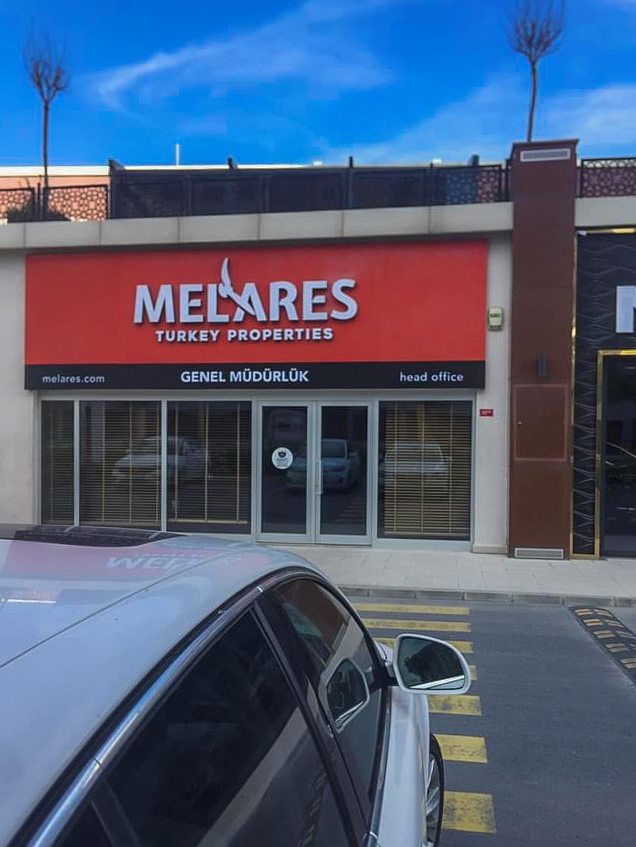 MELARES
TURKEY PROPERTIES
melares.com GENEL MÜDÜRLÜK head office